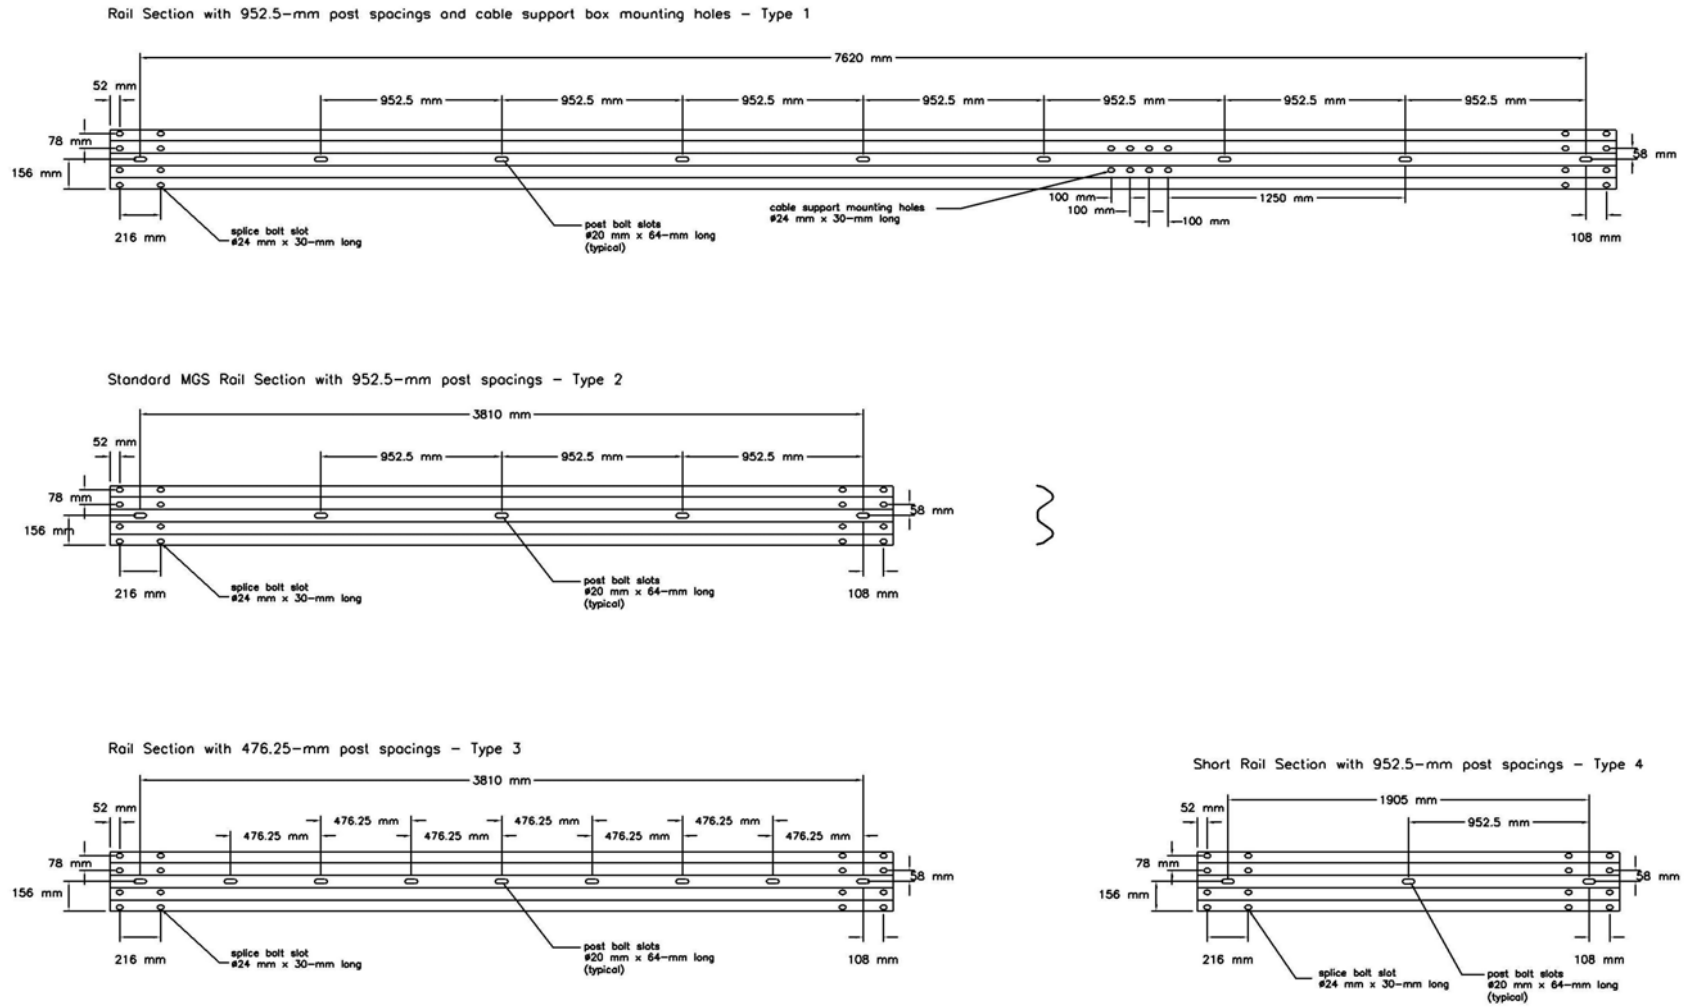 Rail Section with 952.5-mm post spacings and cable support box mounting holes - Type 1
7620 mm
52 mm
952.5 mm 952.5 mm 952.5 mm 952.5 mm 952.5 mm 952.5 mm 952.5 mm
78 mm
58 mm
156 mm
100 mm
1250 mm
100 mm
100 mm
cable support mounting holes
ø24 mm x 30-mm long
216 mm
splice bolt slot
ø24 mm x 30-mm long
post bolt slots
ø20 mm x 64-mm long
(typical)
108 mm
Standard MGS Rail Section with 952.5-mm post spacings - Type 2
3810 mm
52 mm
952.5 mm 952.5 mm 952.5 mm
78 mm
58 mm
156 mm
216 mm
splice bolt slot
ø24 mm x 30-mm long
post bolt slots
ø20 mm x 64-mm long
(typical)
108 mm
Rail Section with 476.25-mm post spacings - Type 3
3810 mm
52 mm
476.25 mm 476.25 mm 476.25 mm
476.25 mm 476.25 mm 476.25 mm 476.25 mm
78 mm
58 mm
156 mm
216 mm
splice bolt slot
ø24 mm x 30-mm long
post bolt slots
ø20 mm x 64-mm long
(typical)
108 mm
Short Rail Section with 952.5-mm post spacings - Type 4
1905 mm
52 mm
952.5 mm
78 mm
58 mm
156 mm
216 mm
splice bolt slot
ø24 mm x 30-mm long
post bolt slots
ø20 mm x 64-mm long
(typical)
108 mm